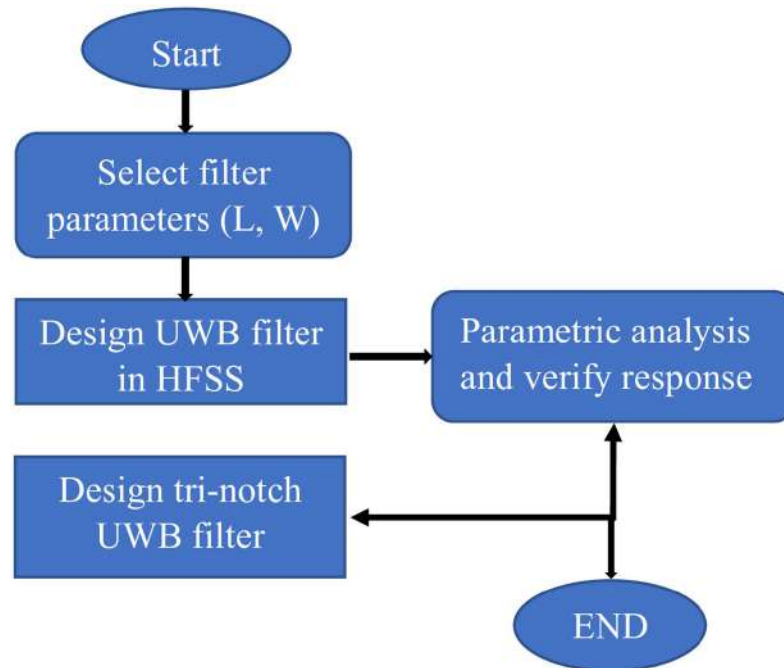 Start
Select filter
parameters (L, W)
Design UWB filter
in HFSS
Parametric analysis
and verify response
Design tri-notch
UWB filter
END